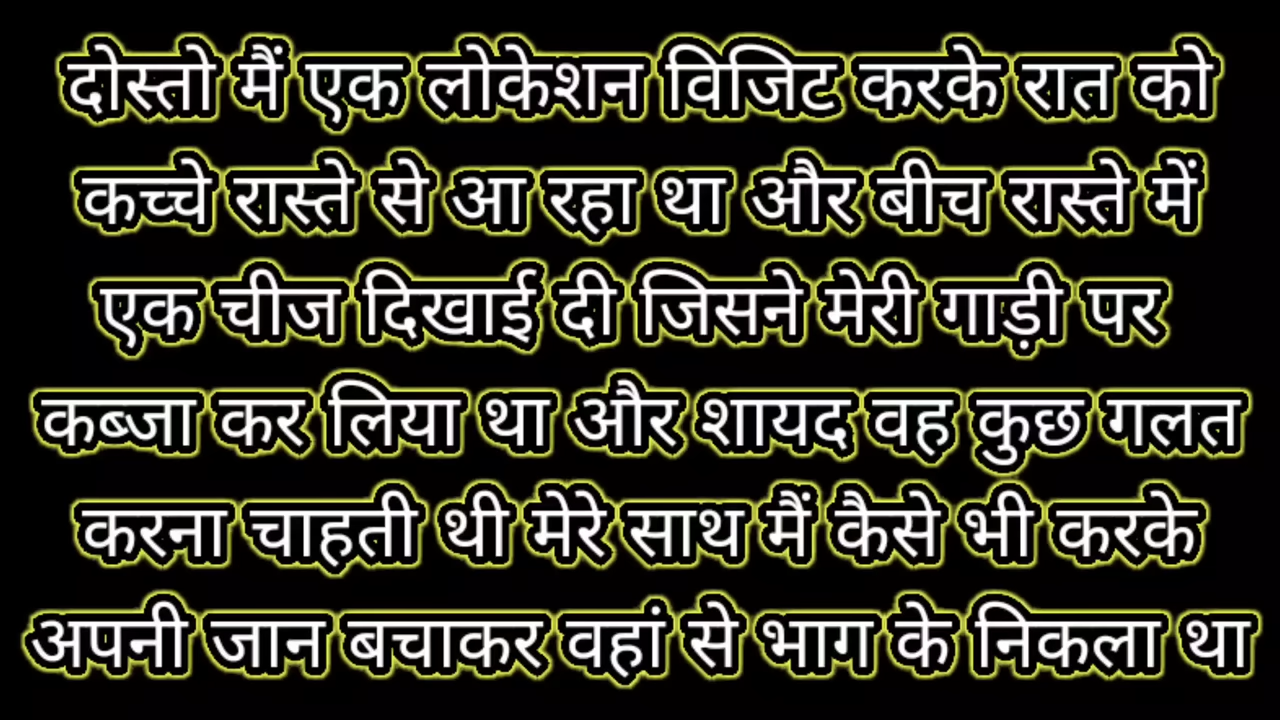 दोस्तो मैं एक लोकेशन विजिट करके रात को
कच्चे रास्ते से आ रहा था और बीच रास्ते में
एक चीज दिखाई दी जिसने मेरी गाड़ी पर
कब्जा कर लिया था और शायद वह कुछ गलत
करना चाहती थी मेरे साथ मैं कैसे भी करके
अपनी जान बचाकर वहां से भाग के निकला था